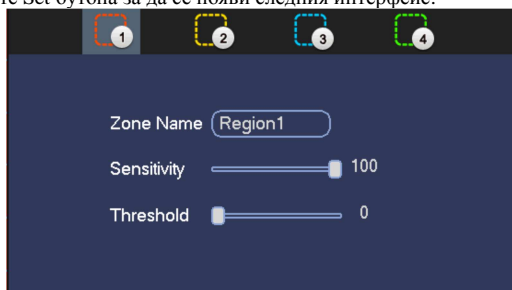 те Set бутона за да се появи следния интерфейс:
1 2 3 4
Zone Name Region1
Sensitivity 100
Threshold 0